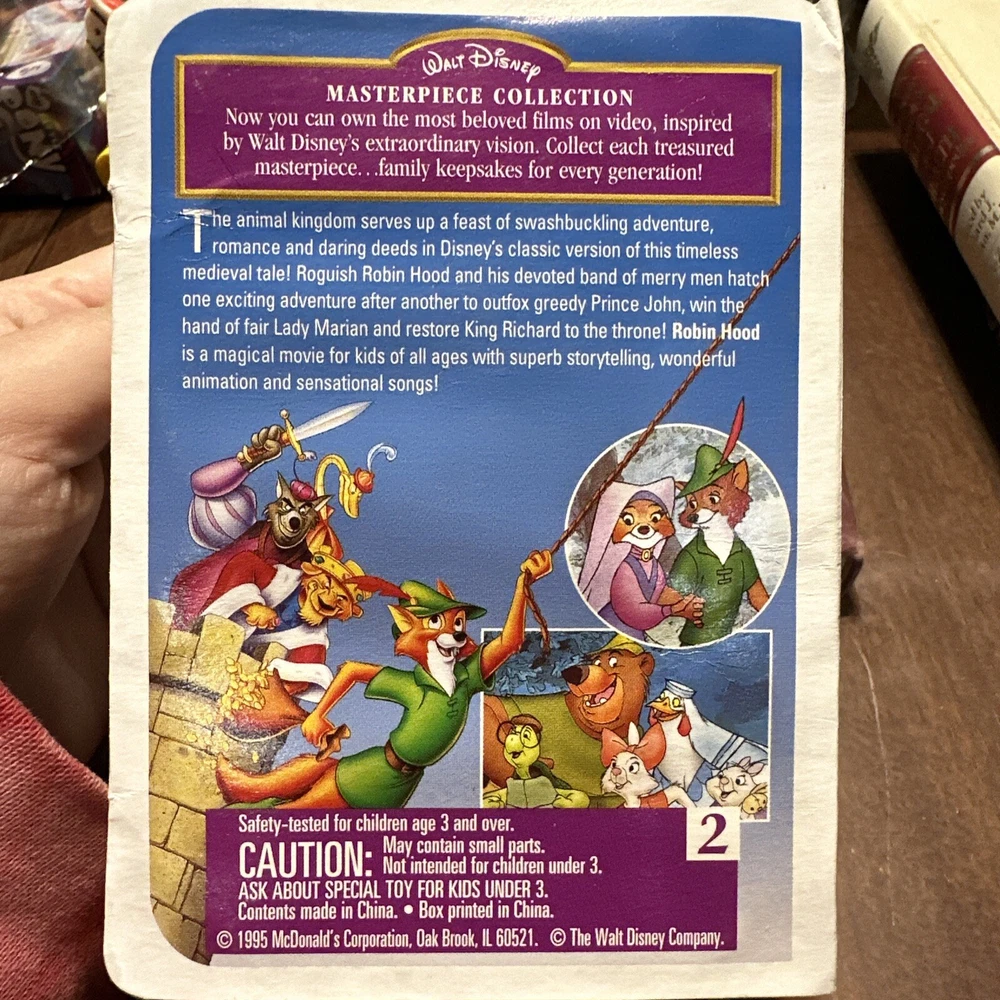 Walt Disney
MASTERPIECE COLLECTION
Now you can own the most beloved films on video, inspired
by Walt Disney's extraordinary vision. Collect each treasured
masterpiece...family keepsakes for every generation!
The animal kingdom serves up a feast of swashbuckling adventure,
romance and daring deeds in Disney's classic version of this timeless
medieval tale! Roguish Robin Hood and his devoted band of merry men hatch
one exciting adventure after another to outfox greedy Prince John, win the
hand of fair Lady Marian and restore King Richard to the throne! Robin Hood
is a magical movie for kids of all ages with superb storytelling, wonderful
animation and sensational songs!
Safety-tested for children age 3 and over.
CAUTION: May contain small parts.
Not intended for children under 3.
ASK ABOUT SPECIAL TOY FOR KIDS UNDER 3.
Contents made in China. • Box printed in China.
© 1995 McDonald's Corporation, Oak Brook, IL 60521. © The Walt Disney Company.
2